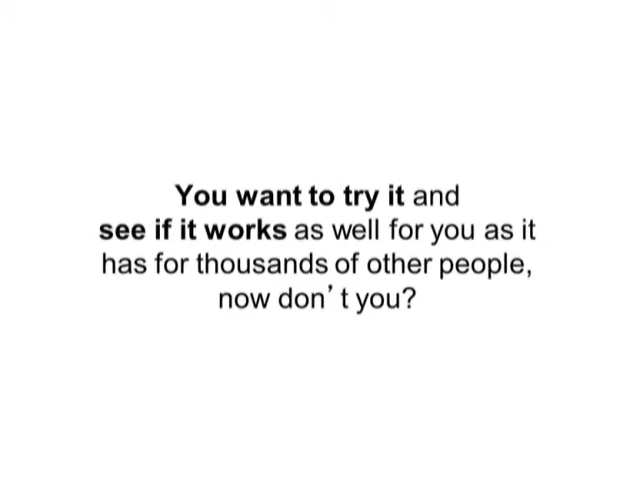 You want to try it and
see if it works as well for you as it
has for thousands of other people,
now don’t you?